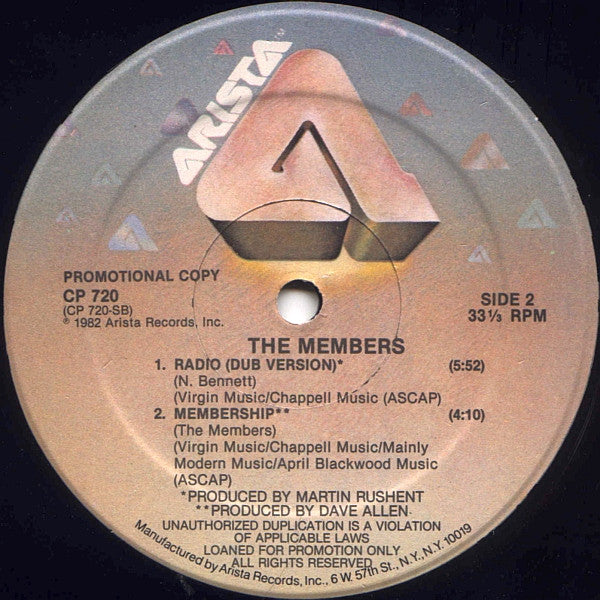 ARISTA
PROMOTIONAL COPY
CP 720
(CP 720-SB)
℗ 1982 Arista Records, Inc.
SIDE 2
33⅓ RPM
THE MEMBERS
1. RADIO (DUB VERSION)* (5:52)
(N. Bennett)
(Virgin Music/Chappell Music (ASCAP)
2. MEMBERSHIP** (4:10)
(The Members)
(Virgin Music/Chappell Music/Mainly
Modern Music/April Blackwood Music
(ASCAP)
*PRODUCED BY MARTIN RUSHENT
**PRODUCED BY DAVE ALLEN
UNAUTHORIZED DUPLICATION IS A VIOLATION
OF APPLICABLE LAWS
LOANED FOR PROMOTION ONLY
ALL RIGHTS RESERVED
Manufactured by Arista Records, Inc., 6 W. 57th St., N.Y., N.Y. 10019